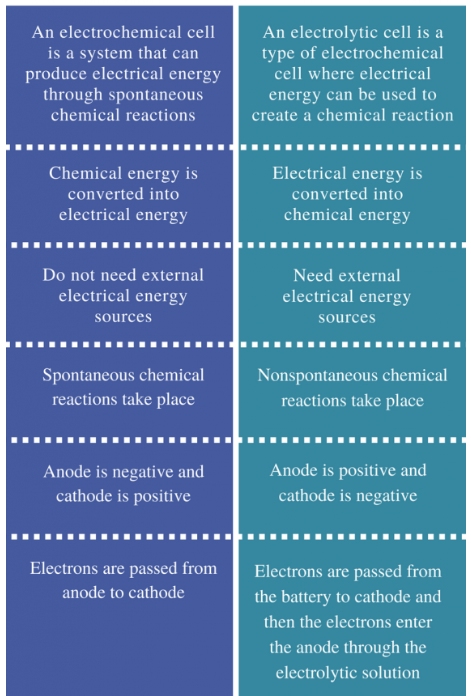 An electrochemical cell
is a system that can
produce electrical energy
through spontaneous
chemical reactions
An electrolytic cell is a
type of electrochemical
cell where electrical
energy can be used to
create a chemical reaction
Chemical energy is
converted into
electrical energy
Electrical energy is
converted into
chemical energy
Do not need external
electrical energy
sources
Need external
electrical energy
sources
Spontaneous chemical
reactions take place
Nonspontaneous chemical
reactions take place
Anode is negative and
cathode is positive
Anode is positive and
cathode is negative
Electrons are passed from
anode to cathode
Electrons are passed from
the battery to cathode and
then the electrons enter
the anode through the
electrolytic solution